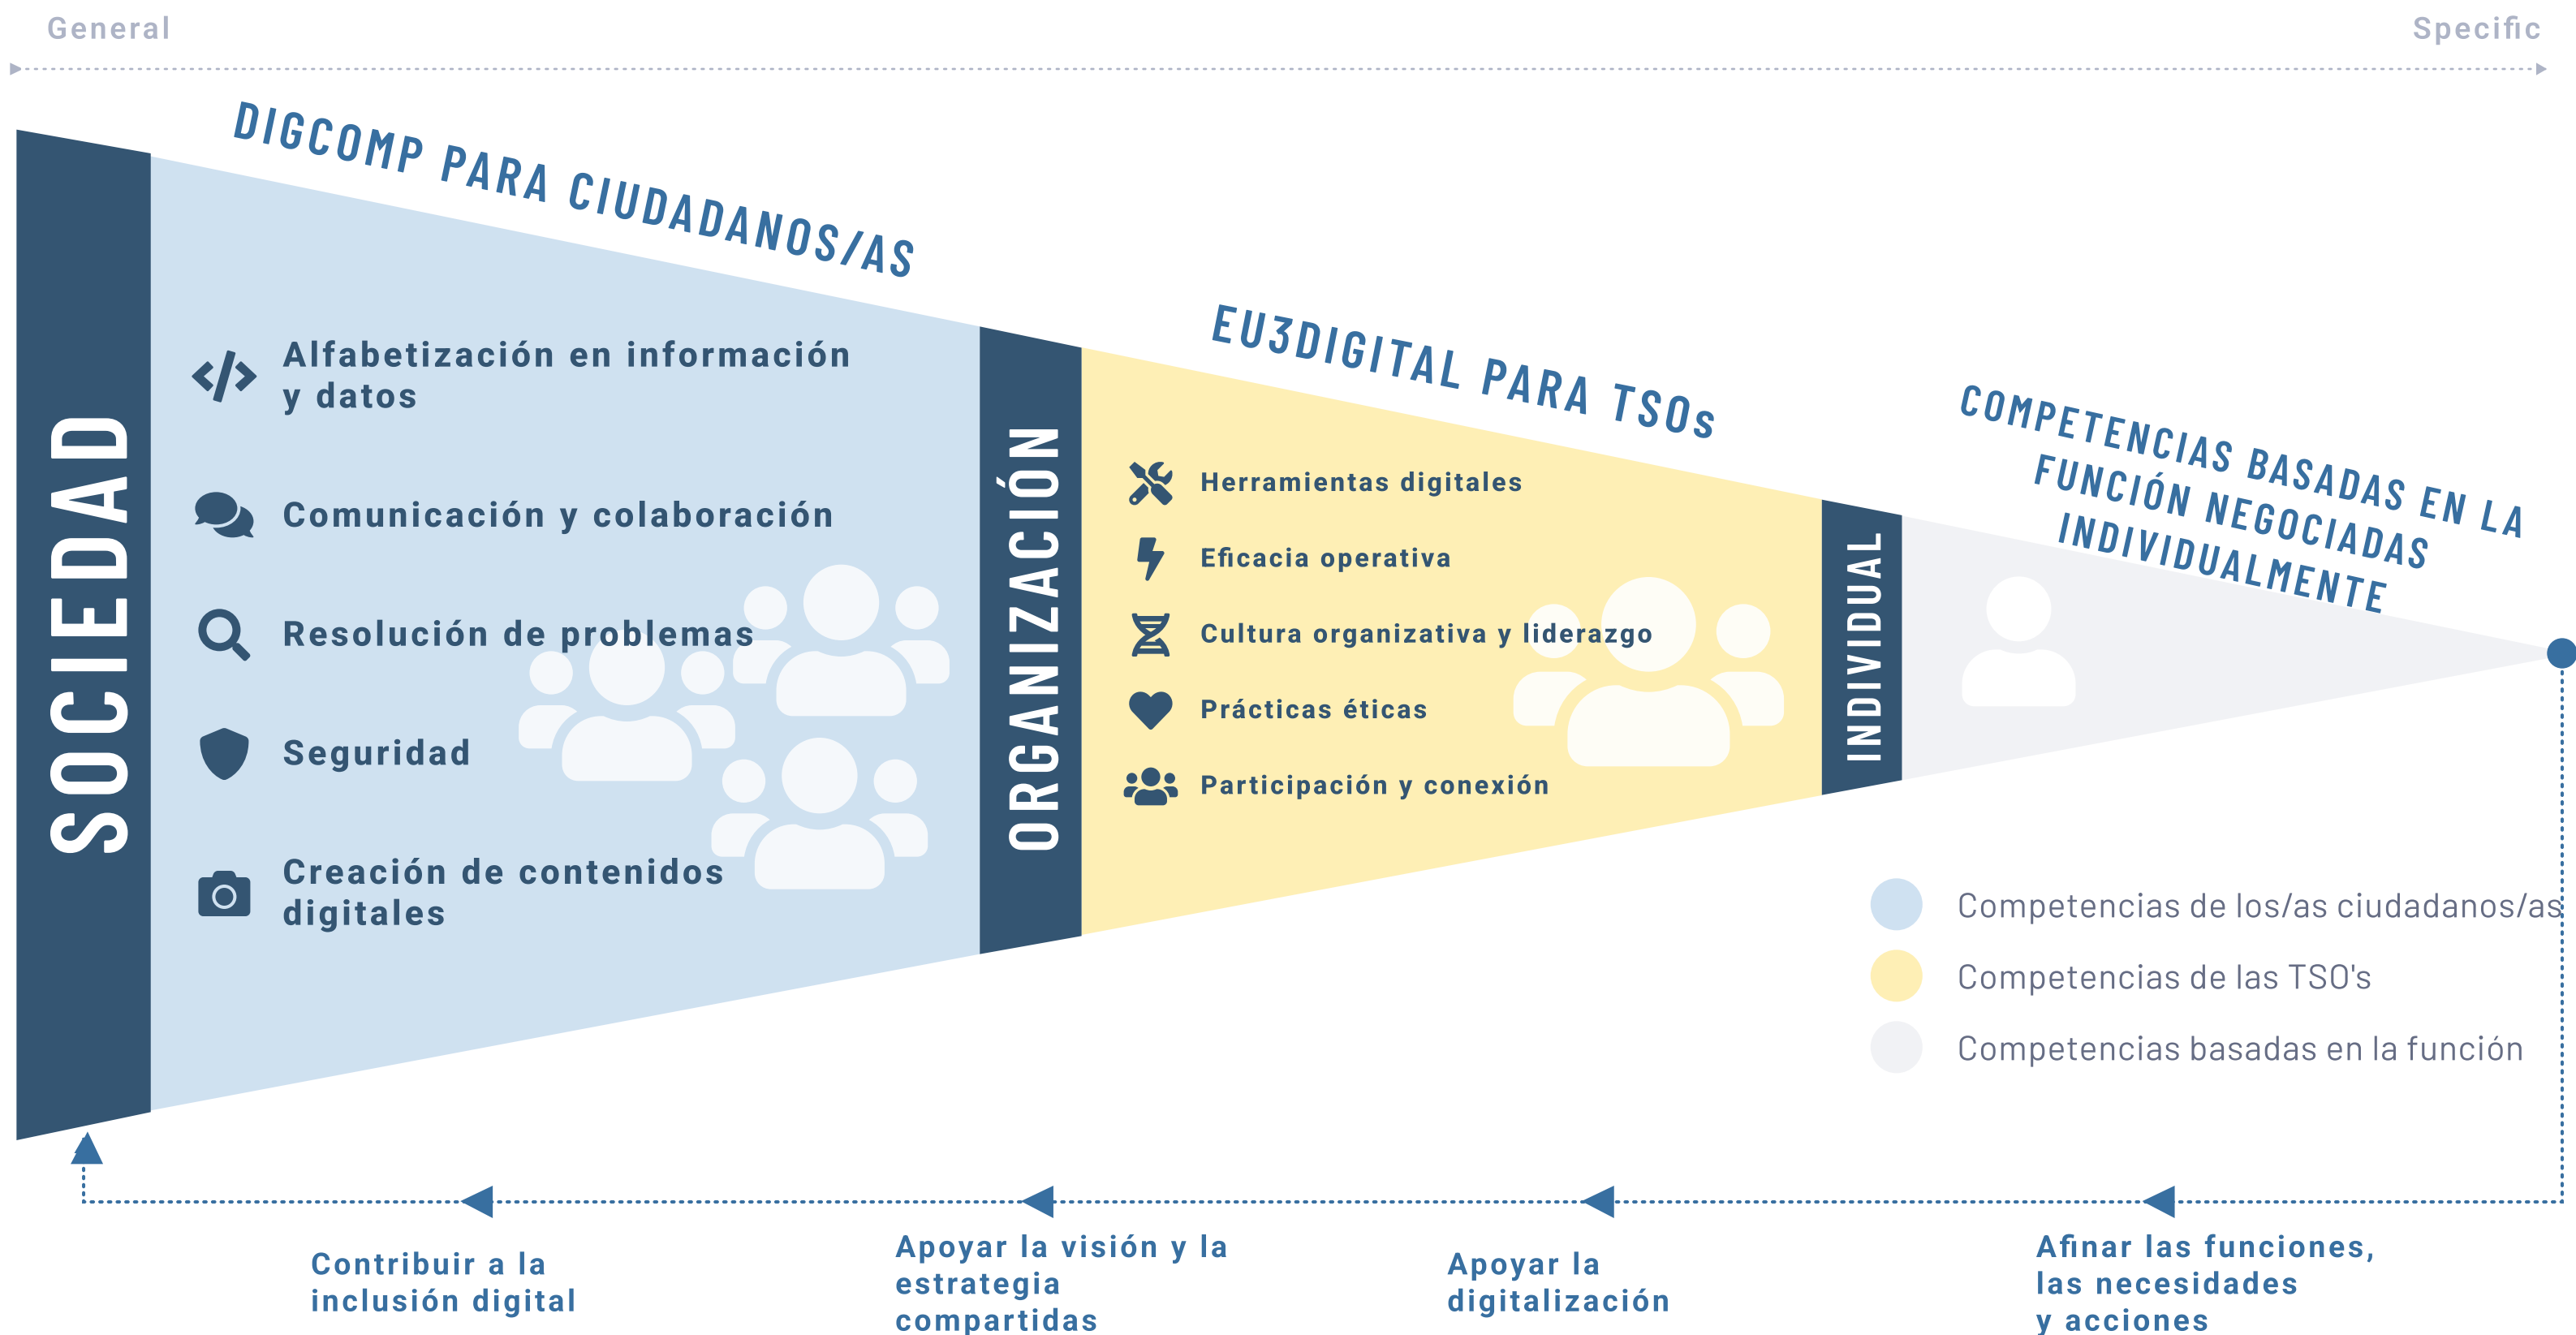 General
Specific
DIGCOMP PARA CIUDADANOS/AS
EU3DIGITAL PARA TSOs
COMPETENCIAS BASADAS EN LA
FUNCIÓN NEGOCIADAS
INDIVIDUALMENTE
SOCIEDAD
Alfabetización en información
y datos
Comunicación y colaboración
Resolución de problemas
Seguridad
Creación de contenidos
digitales
ORGANIZACIÓN
Herramientas digitales
Eficacia operativa
Cultura organizativa y liderazgo
Prácticas éticas
Participación y conexión
INDIVIDUAL
Competencias de los/as ciudadanos/as
Competencias de las TSO's
Competencias basadas en la función
Contribuir a la
inclusión digital
Apoyar la visión y la
estrategia
compartidas
Apoyar la
digitalización
Afinar las funciones,
las necesidades
y acciones